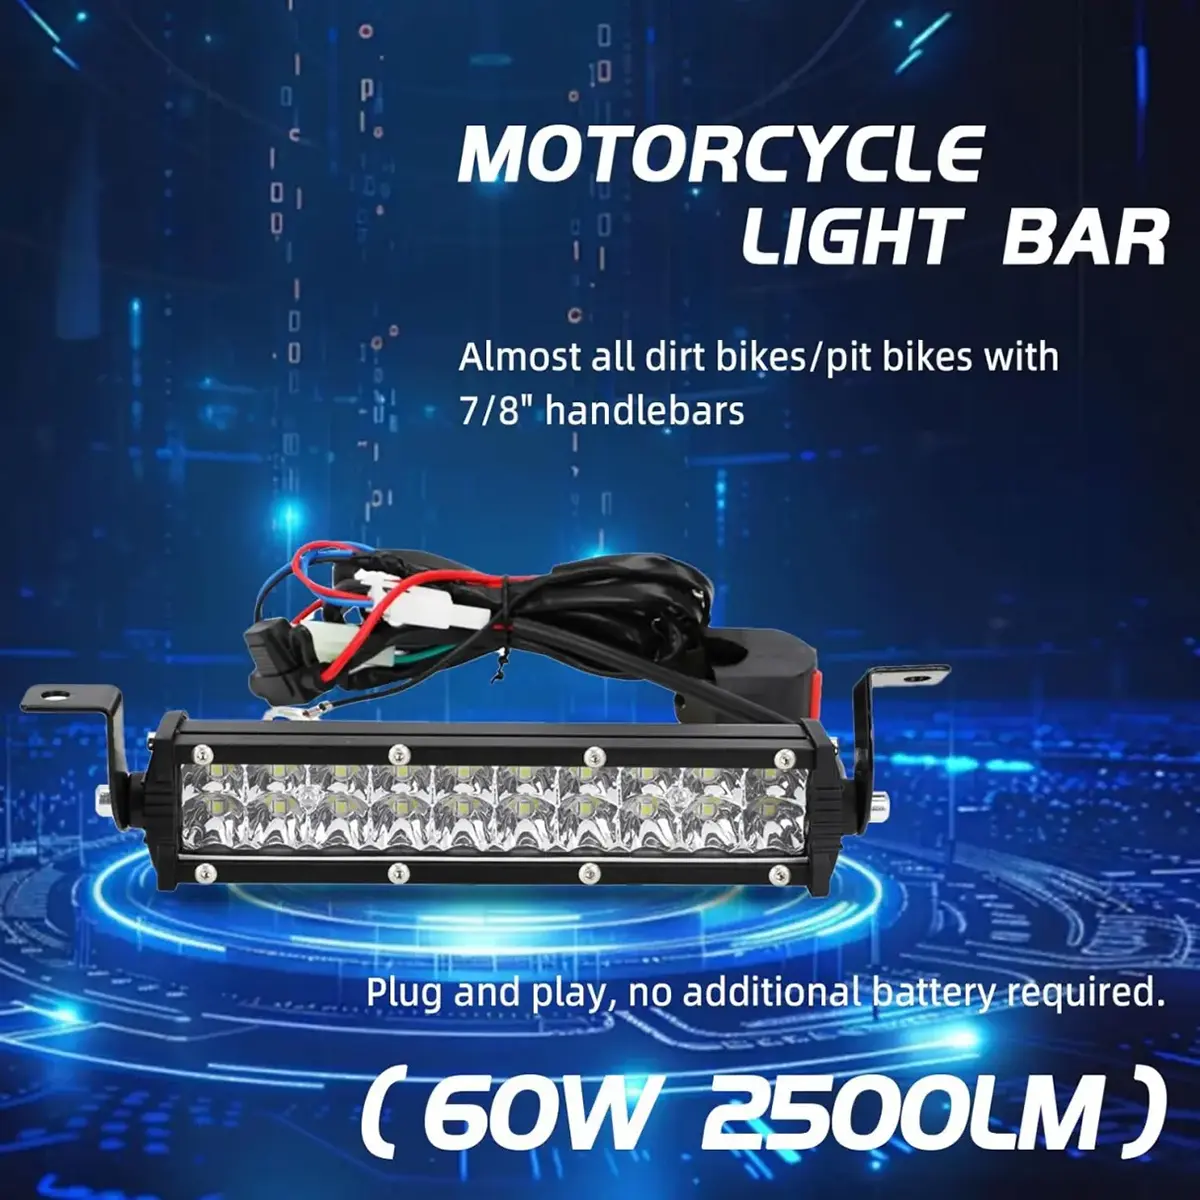 MOTORCYCLE
LIGHT BAR
Almost all dirt bikes/pit bikes with
7/8" handlebars
Plug and play, no additional battery required.
(60W 2500LM)